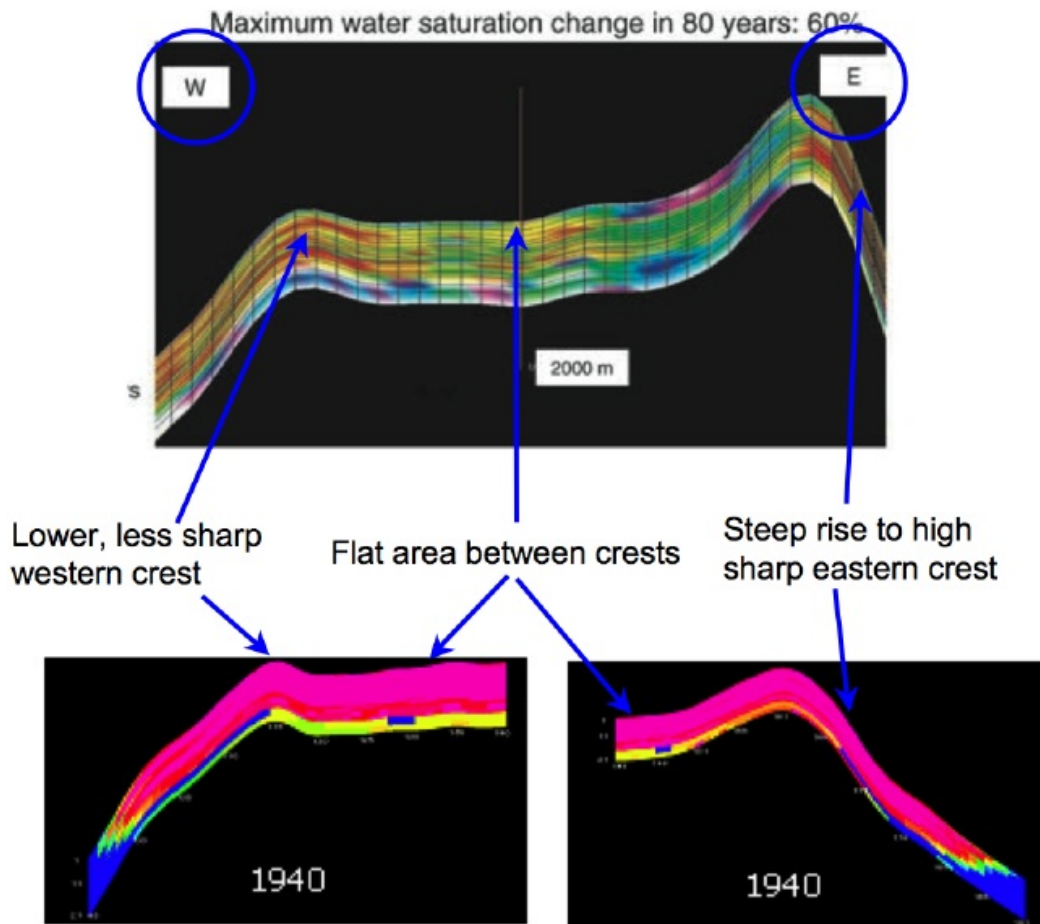 Maximum water saturation change in 80 years: 60%
W
E
2000 m
S
Lower, less sharp
western crest
Flat area between crests
Steep rise to high
sharp eastern crest
1940
1940